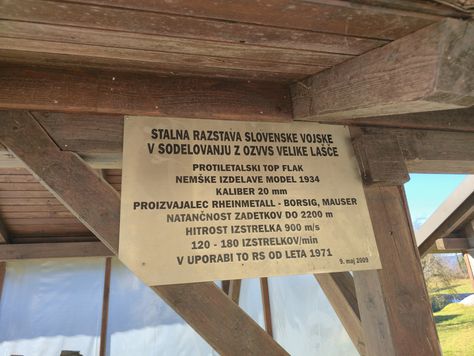 STALNA RAZSTAVA SLOVENSKE VOJSKE
V SODELOVANJU Z OZVVS VELIKE LAŠČE
PROTILETALSKI TOP FLAK
NEMŠKE IZDELAVE MODEL 1934
KALIBER 20 mm
PROIZVAJALEC RHEINMETALL - BORSIG, MAUSER
NATANČNOST ZADETKOV DO 2200 m
HITROST IZSTRELKA 900 m/s
120 - 180 IZSTRELKOV/min
V UPORABI TO RS OD LETA 1971
9. maj 2009